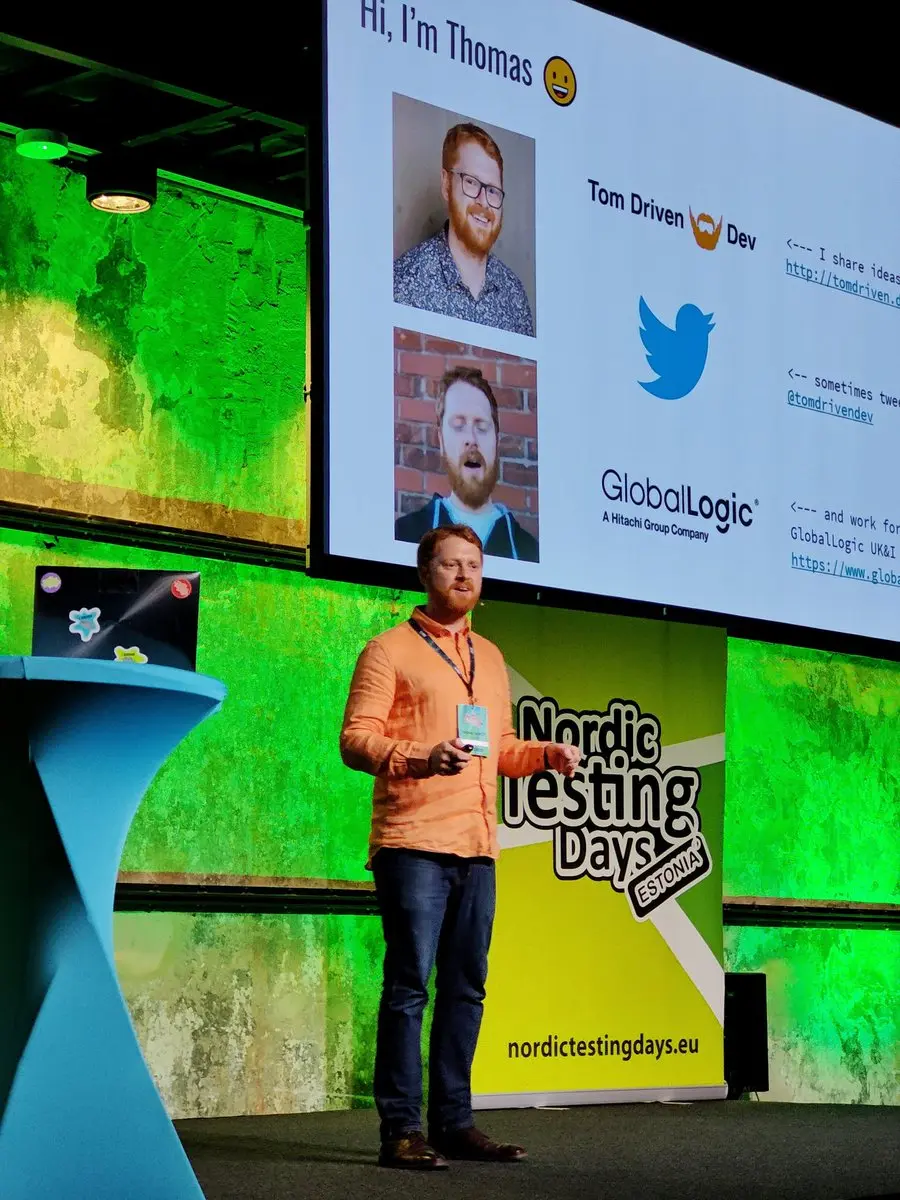 Hi, I'm Thomas
Tom Driven Dev
<--- I share ideas
http://tomdriven.d
<-- sometimes twee
@tomdrivendev
GlobalLogic®
A Hitachi Group Company
<--- and work for
GlobalLogic UK&I
https://www.globa
Nordic
Testing
Days
ESTONIA
nordictestingdays.eu